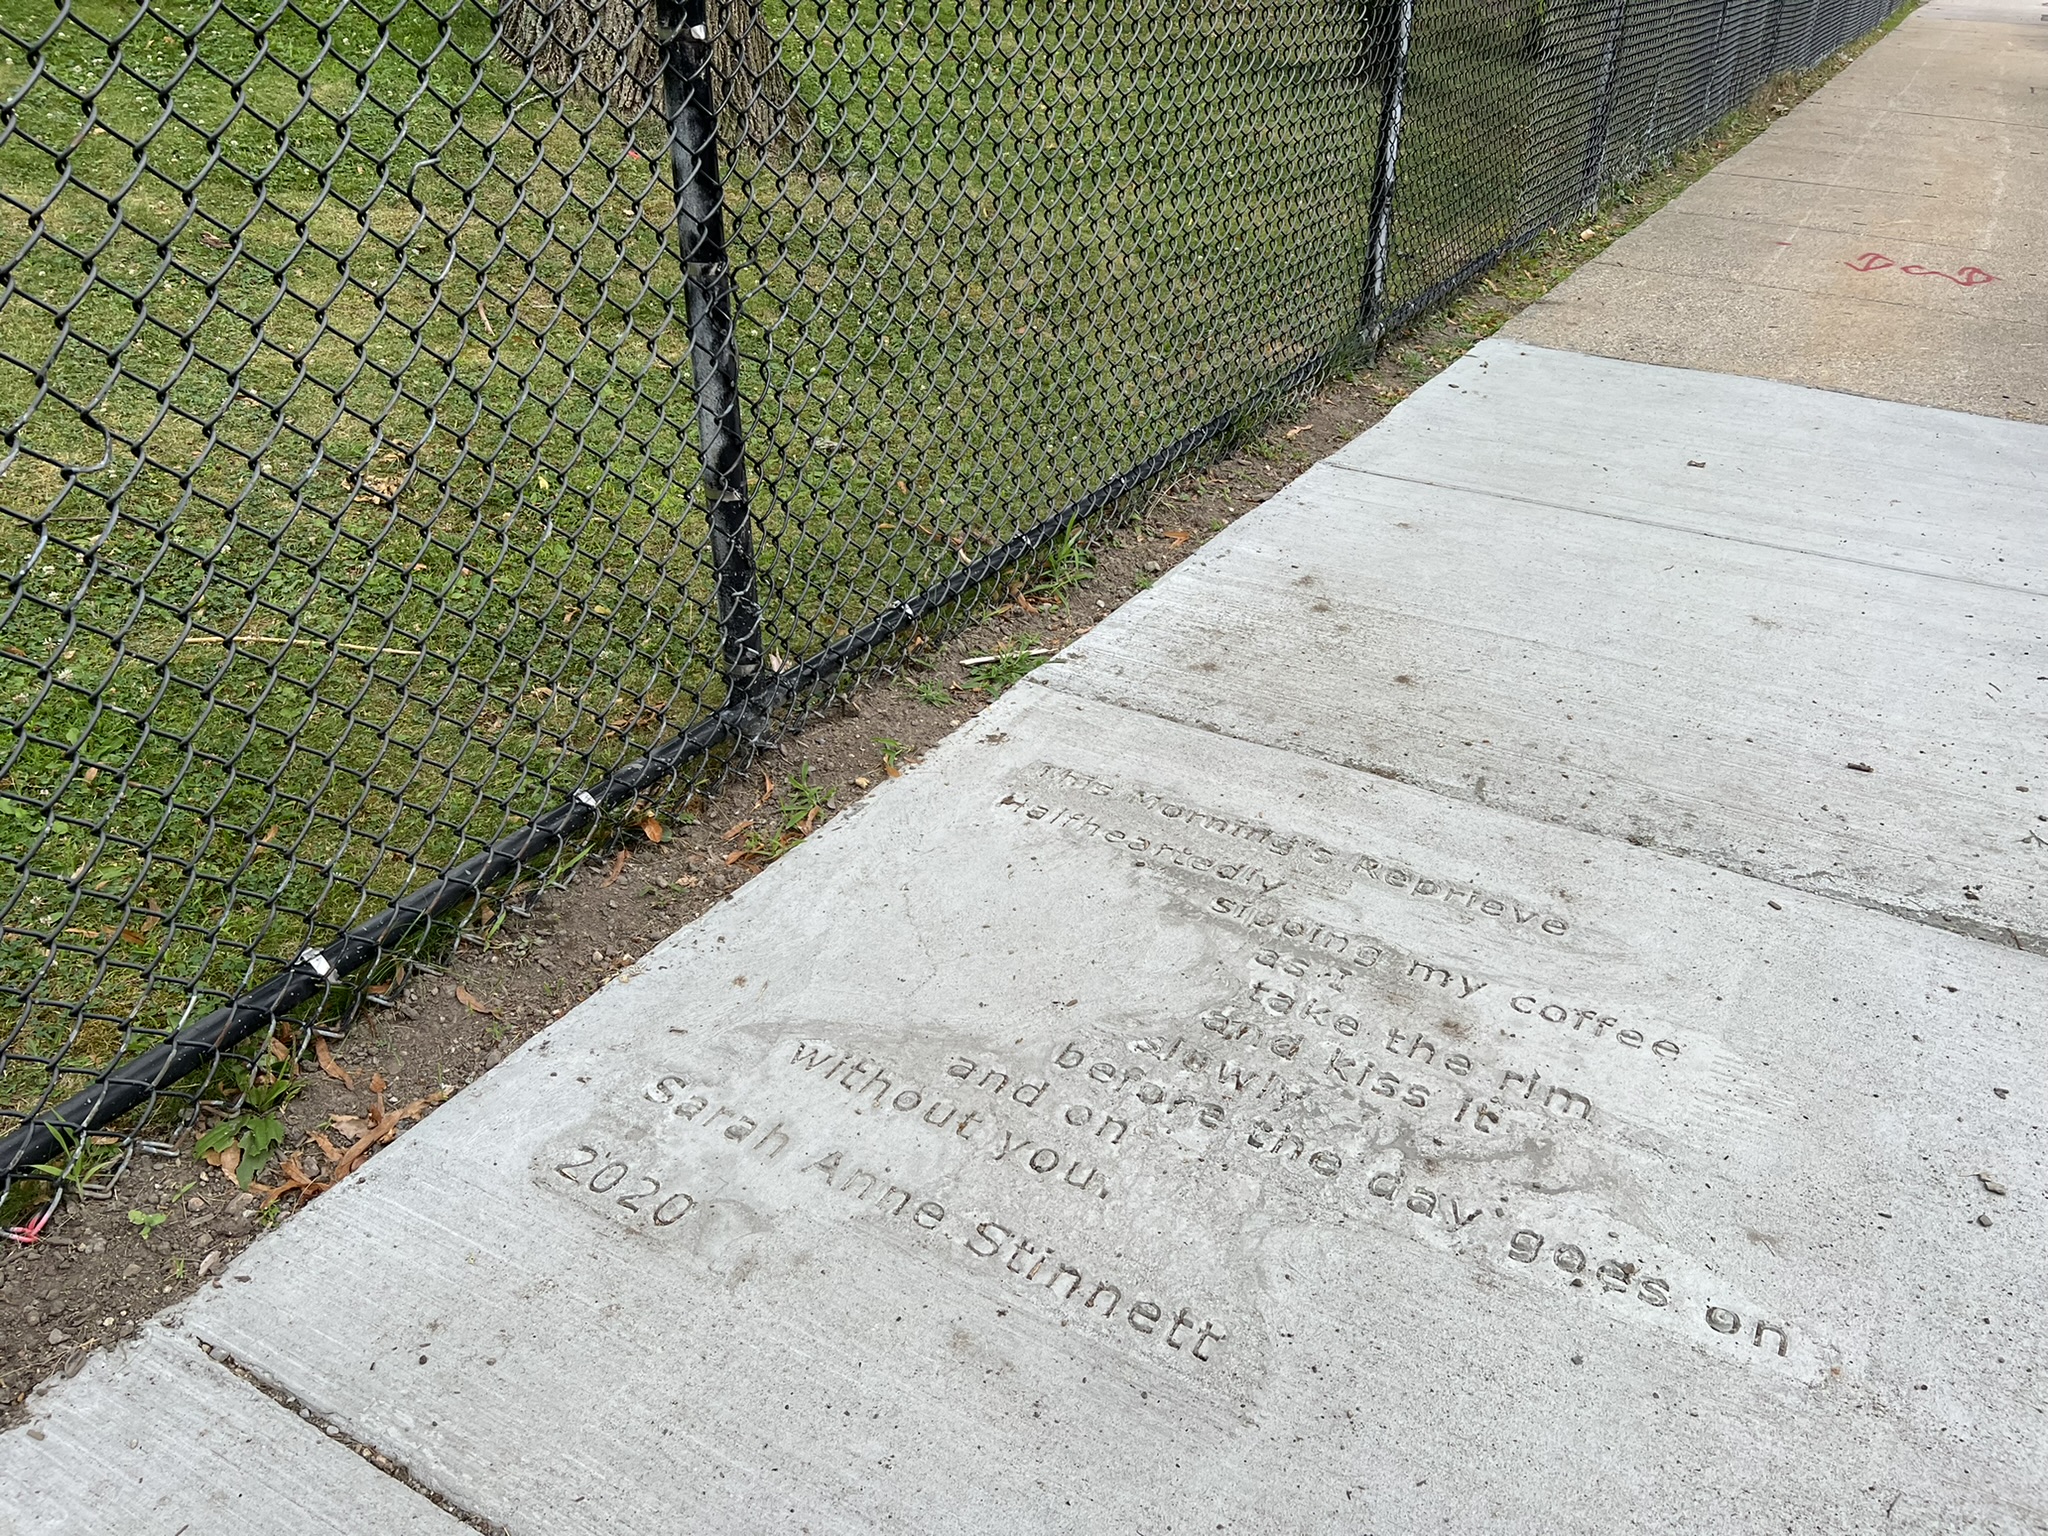 This Morning's Reprieve
Halfheartedly
sipping my coffee
as I
take the rim
and kiss it
slowly
before the day goes on
and on
without you.
Sarah Anne Stinnett
2020